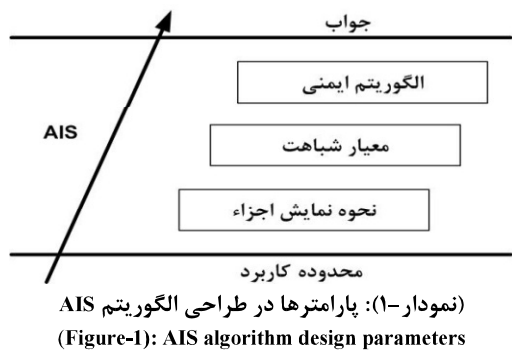 جواب
الگوریتم ایمنی
AIS
معیار شباهت
نحوه نمایش اجزاء
محدوده کاربرد
(نمودار-1): پارامترها در طراحی الگوریتم AIS
(Figure-1): AIS algorithm design parameters